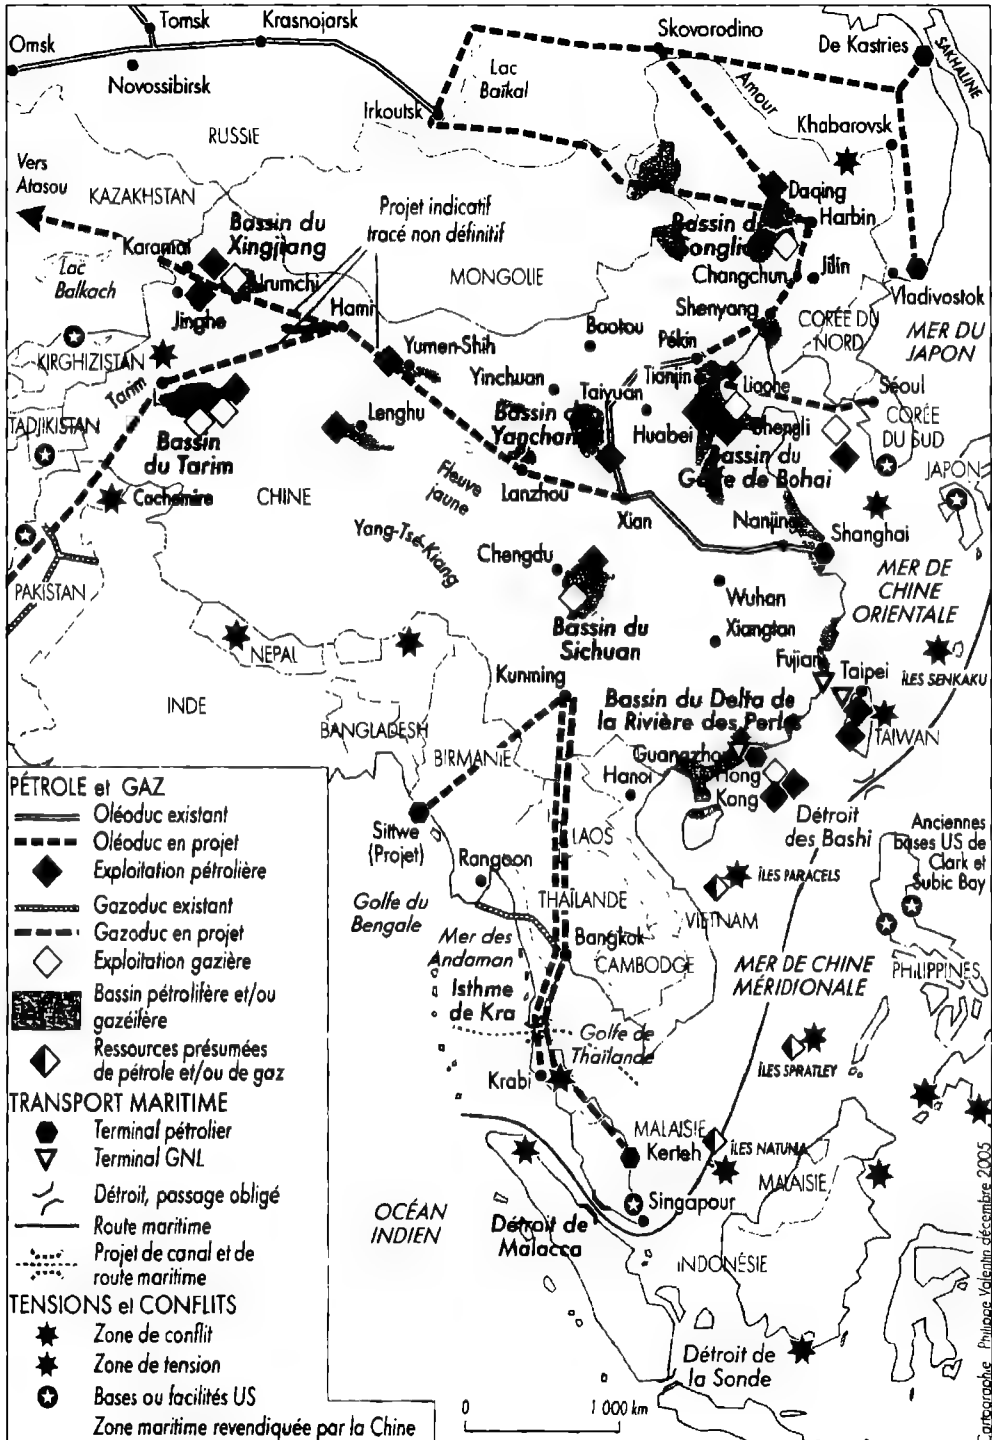 Omsk
Tomsk
Krasnojarsk
Novossibirsk
Irkoutsk
Lac
Baïkal
Skovorodino
De Kastries
SAKHALINE
Amour
Khabarovsk
RUSSIE
Vers
Atasou
KAZAKHSTAN
Projet indicatif
tracé non définitif
Daqing
Harbin
Bassin du
Xingjiang
Karamai
Lac
Balkach
Urumchi
Jinghe
Hami
MONGOLIE
Changchun
Jilin
Vladivostok
Shenyang
CORÉE DU
NORD
MER DU
JAPON
Baotou
Pékin
KIRGHIZISTAN
Tarim
Yumen-Shih
Yinchuan
Taiyuan
Tianjin
Liaohe
Séoul
CORÉE
DU SUD
TADJIKISTAN
Bassin
du Tarim
Lenghu
Huabei
Shengli
Golfe de Bohai
JAPON
Cachemire
CHINE
Fleuve
jaune
Lanzhou
Xian
Nanjing
Shanghai
Yang-Tsé-Kiang
Chengdu
PAKISTAN
Wuhan
MER DE
CHINE
ORIENTALE
Bassin du
Sichuan
Xiangtan
Fujian
Taipei
ÎLES SENKAKU
NEPAL
INDE
BANGLADESH
Kunming
Bassin du Delta de
la Rivière des Perles
TAIWAN
BIRMANIE
Guangzhou
Hong
Kong
Hanoi
Sittwe
(Projet)
Rangoon
LAOS
Détroit
des Bashi
Anciennes
bases US de
Clark et
Subic Bay
ÎLES PARACELS
Golfe du
Bengale
THAÏLANDE
VIETNAM
Mer des
Andaman
Bangkok
CAMBODGE
MER DE CHINE
MÉRIDIONALE
PHILIPPINES
Isthme
de Kra
Golfe de
Thaïlande
ÎLES SPRATLEY
Krabi
MALAISIE
Kerteh
ÎLES NATUNA
MALAISIE
OCÉAN
INDIEN
Détroit de
Malacca
Singapour
INDONÉSIE
Détroit de
la Sonde
PÉTROLE et GAZ
Oléoduc existant
Oléoduc en projet
Exploitation pétrolière
Gazoduc existant
Gazoduc en projet
Exploitation gazière
Bassin pétrolifère et/ou
gazéifère
Ressources présumées
de pétrole et/ou de gaz
TRANSPORT MARITIME
Terminal pétrolier
Terminal GNL
Détroit, passage obligé
Route maritime
Projet de canal et de
route maritime
TENSIONS et CONFLITS
Zone de conflit
Zone de tension
Bases ou facilités US
Zone maritime revendiquée par la Chine
0 1 000 km
Cartographie Philippe Valentin décembre 2005